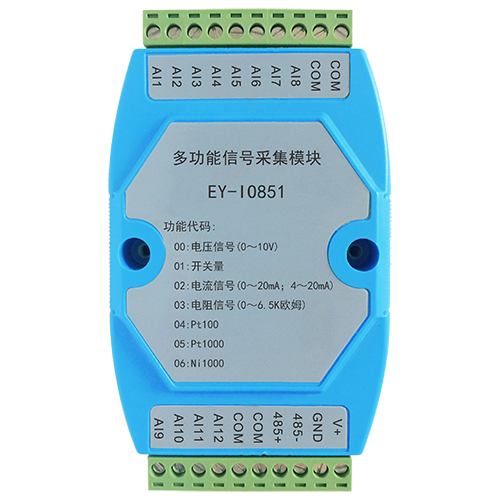 AI1 AI2 AI3 AI4 AI5 AI6 AI7 AI8 COM COM
多功能信号采集模块
EY-IO851
功能代码:
00:电压信号(0～10V)
01:开关量
02:电流信号(0～20mA; 4～20mA)
03:电阻信号(0～6.5K欧姆)
04:Pt100
05:Pt1000
06:Ni1000
AI9 AI10 AI11 AI12 COM COM 485+ 485- GND V+